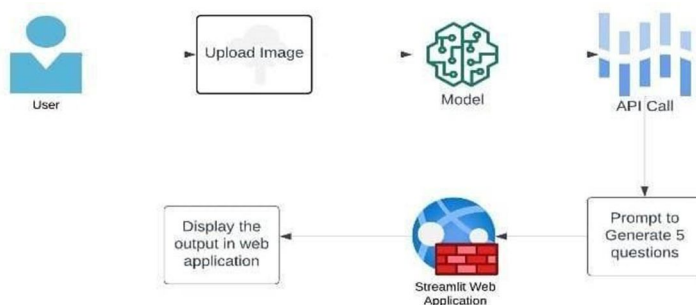 User
Upload Image
Model
API Call
Prompt to
Generate 5
questions
Streamlit Web
Application
Display the
output in web
application